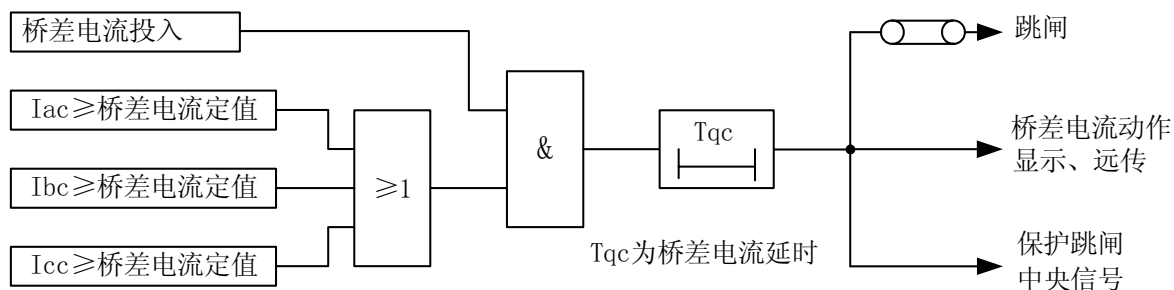 桥差电流投入
Iac≥桥差电流定值
Ibc≥桥差电流定值
Icc≥桥差电流定值
≥1
&
Tqc
Tqc为桥差电流延时
跳闸
桥差电流动作
显示、远传
保护跳闸
中央信号